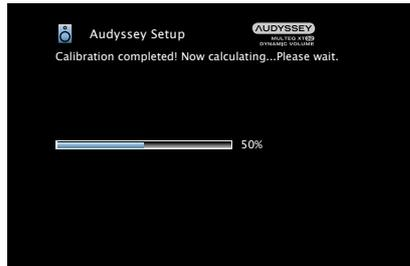 Audyssey Setup
AUDYSSEY
MULTEQ XT32
DYNAMIC VOLUME
Calibration completed! Now calculating...Please wait.
50%